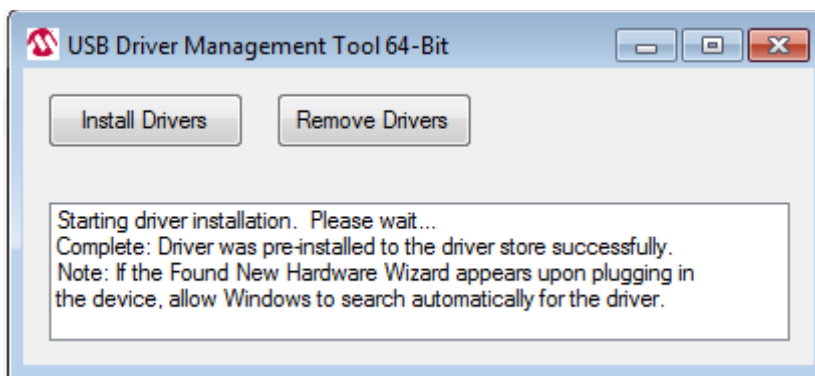 USB Driver Management Tool 64-Bit
Install Drivers
Remove Drivers
Starting driver installation.  Please wait...
Complete: Driver was pre-installed to the driver store successfully.
Note: If the Found New Hardware Wizard appears upon plugging in
the device, allow Windows to search automatically for the driver.